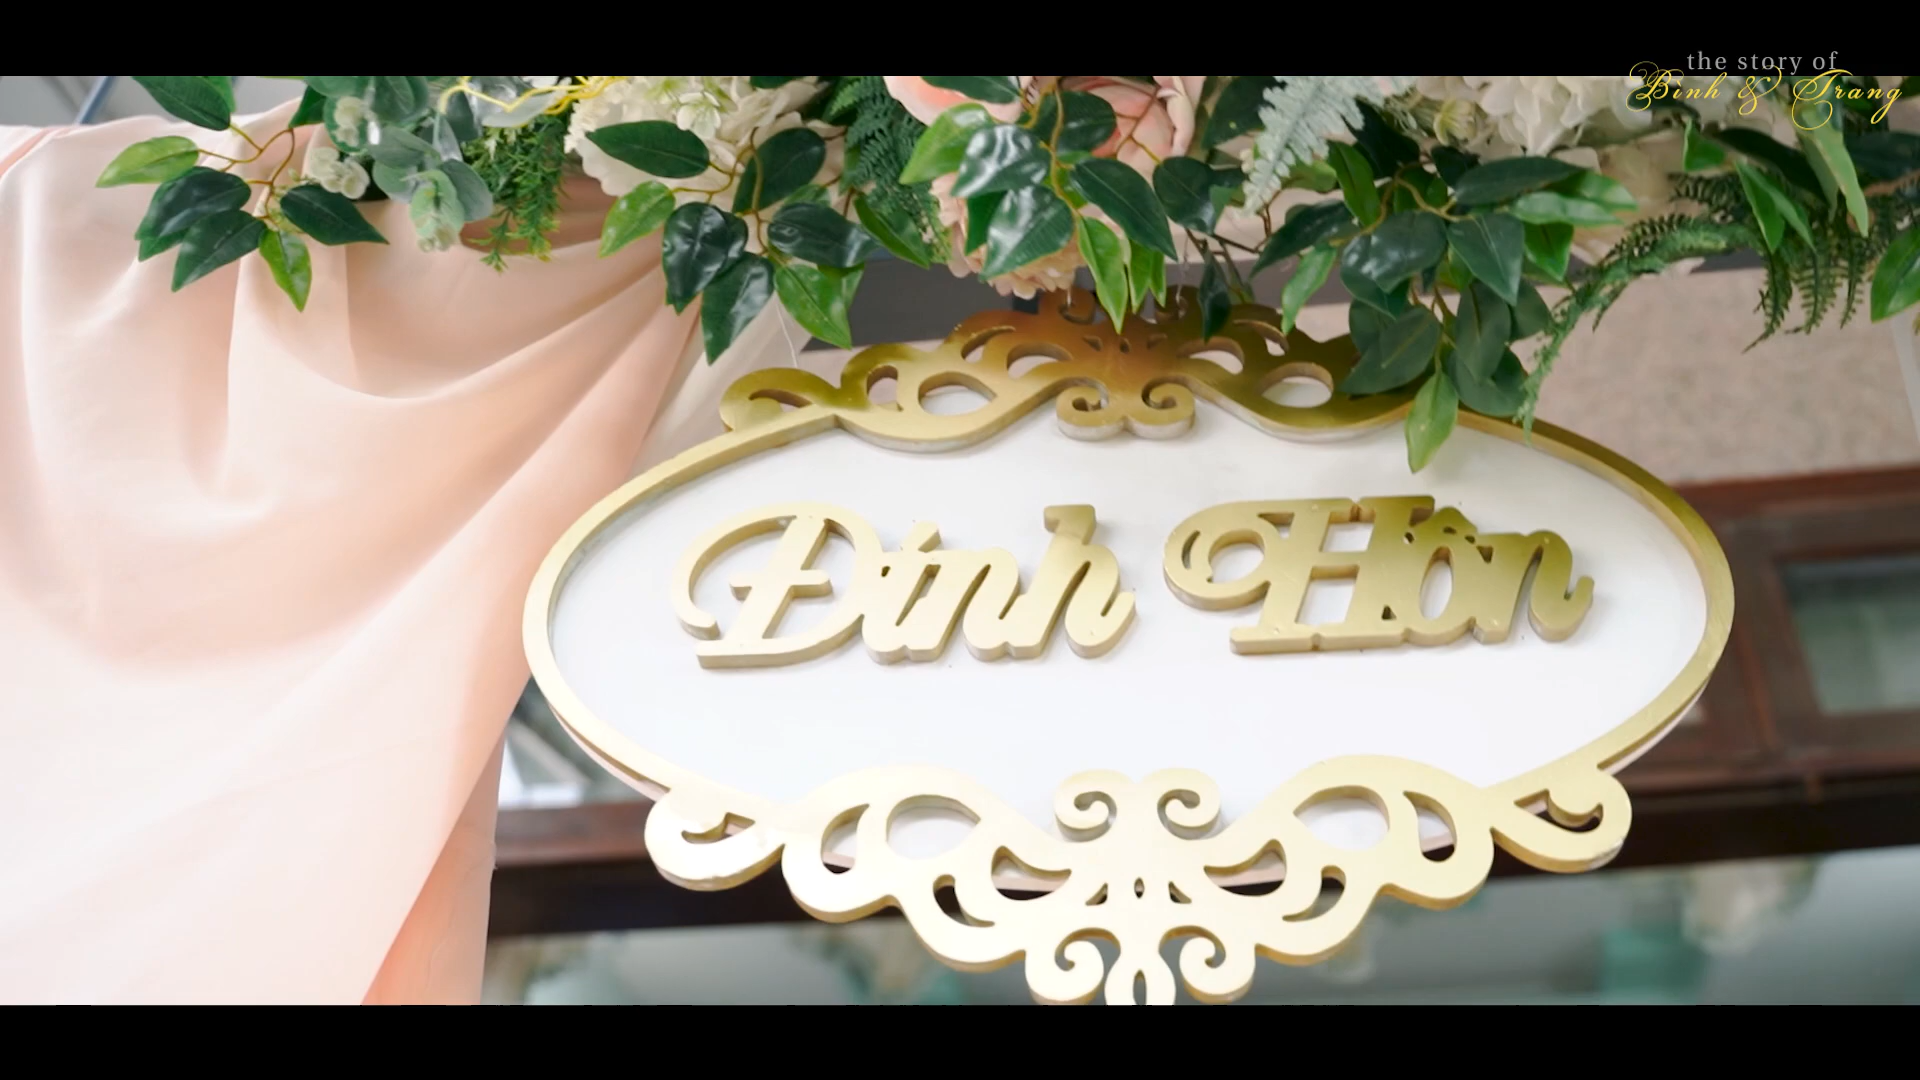 the story of
Bình & Trang
Đính Hôn